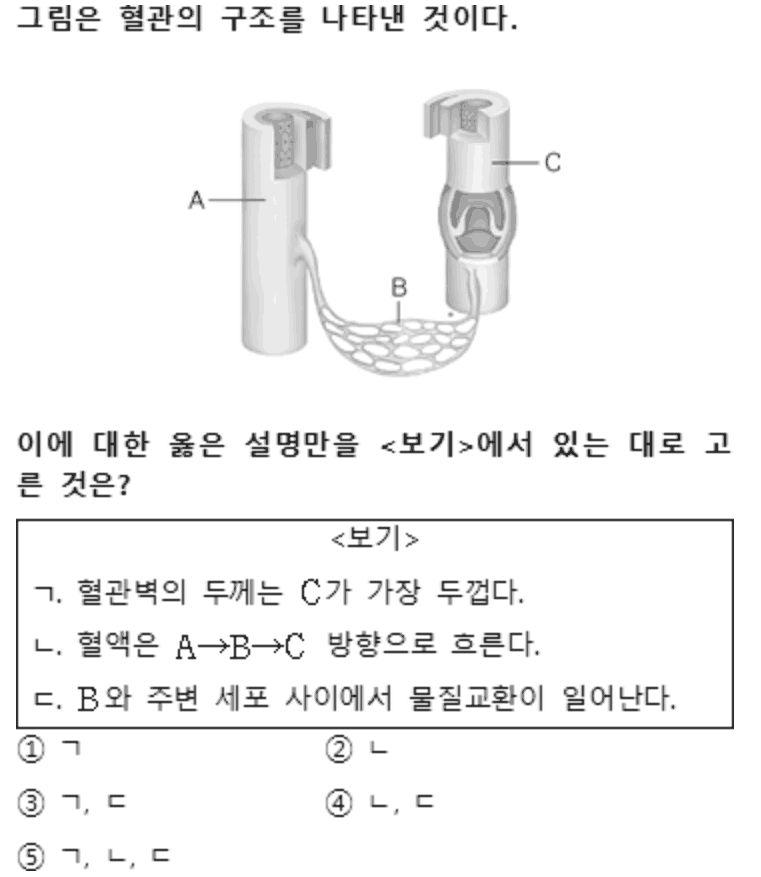 그림은 혈관의 구조를 나타낸 것이다.
A
C
B
이에 대한 옳은 설명만을 <보기>에서 있는 대로 고
른 것은?
<보기>
ㄱ. 혈관벽의 두께는 C가 가장 두껍다.
ㄴ. 혈액은 A→B→C 방향으로 흐른다.
ㄷ. B와 주변 세포 사이에서 물질교환이 일어난다.
① ㄱ ② ㄴ
③ ㄱ, ㄷ ④ ㄴ, ㄷ
⑤ ㄱ, ㄴ, ㄷ